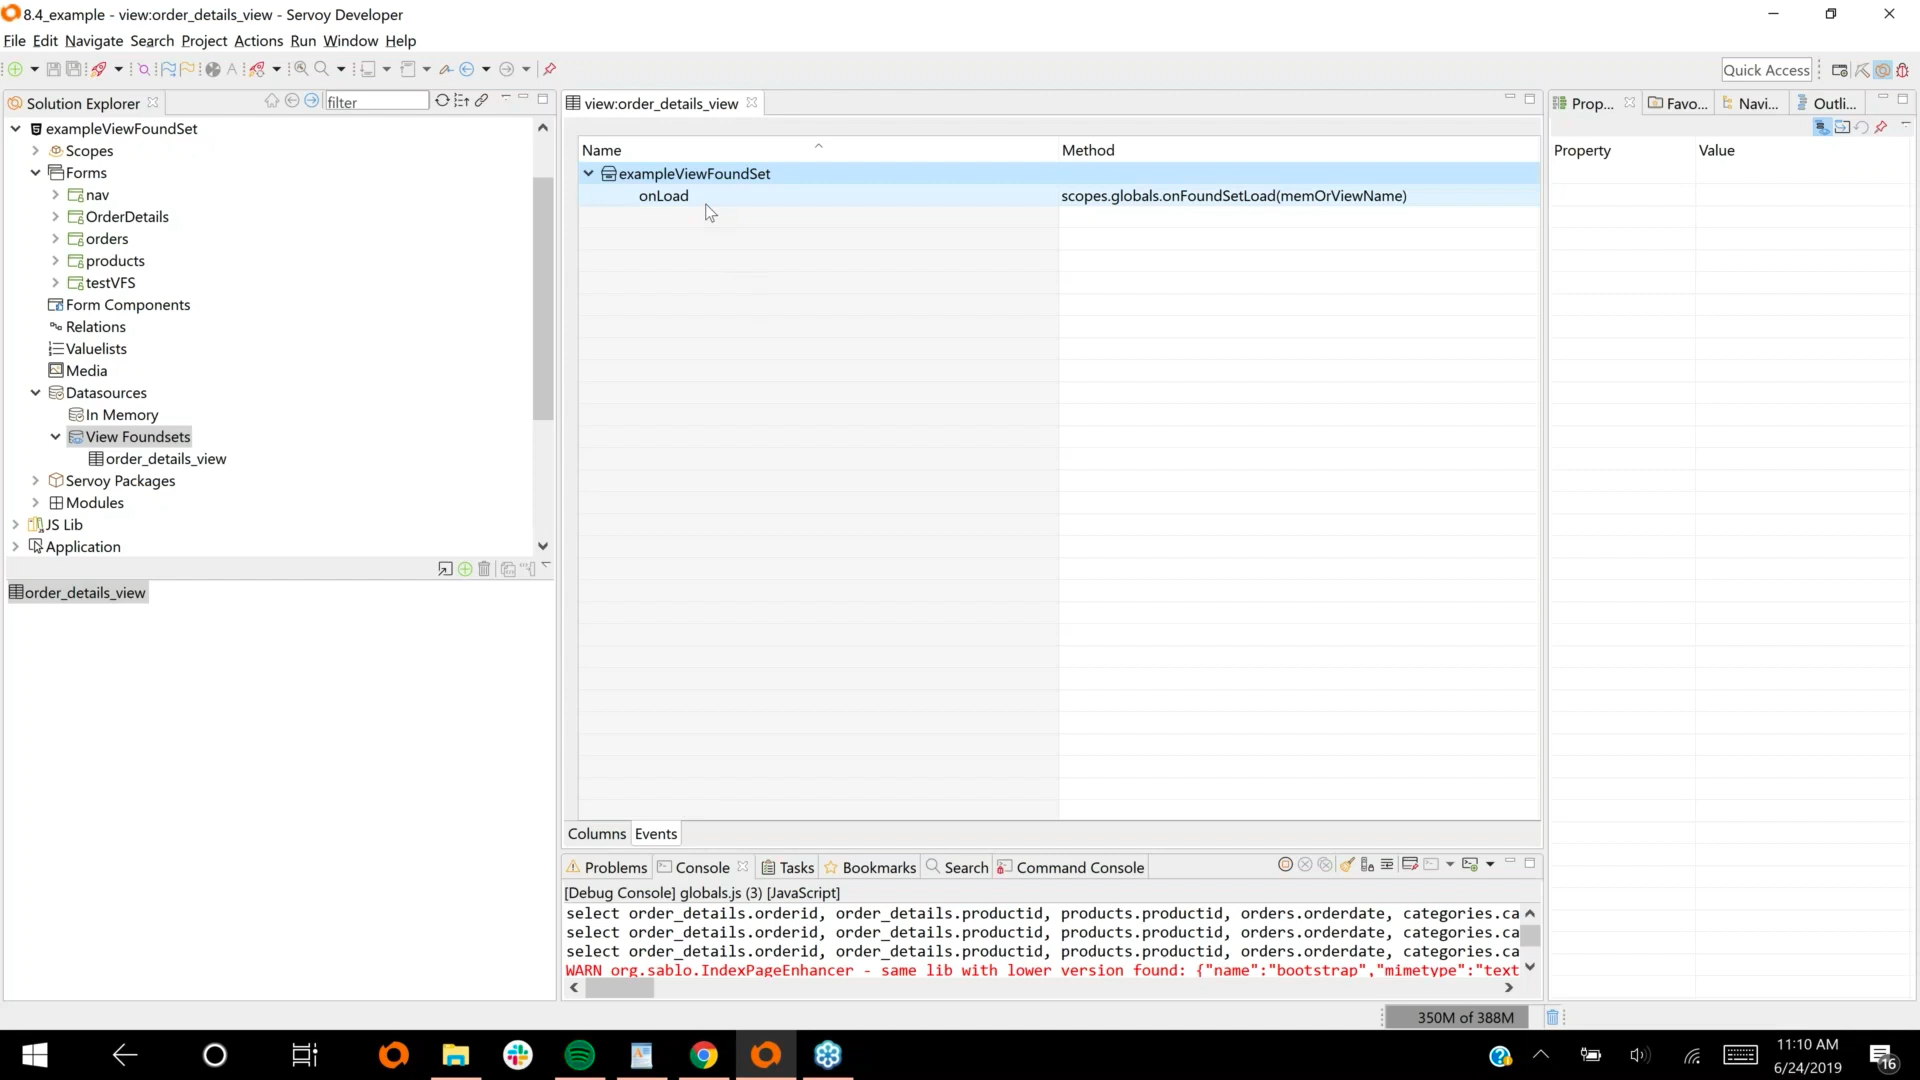 8.4_example - view:order_details_view - Servoy Developer
File Edit Navigate Search Project Actions Run Window Help
Quick Access
Solution Explorer
filter
exampleViewFoundSet
Scopes
Forms
nav
OrderDetails
orders
products
testVFS
Form Components
Relations
Valuelists
Media
Datasources
In Memory
View Foundsets
order_details_view
Servoy Packages
Modules
JS Lib
Application
order_details_view
view:order_details_view
Name Method
exampleViewFoundSet
onLoad scopes.globals.onFoundSetLoad(memOrViewName)
Columns Events
Problems Console Tasks Bookmarks Search Command Console
[Debug Console] globals.js (3) [JavaScript]
select order_details.orderid, order_details.productid, products.productid, orders.orderdate, categories.ca
select order_details.orderid, order_details.productid, products.productid, orders.orderdate, categories.ca
select order_details.orderid, order_details.productid, products.productid, orders.orderdate, categories.ca
WARN org.sablo.IndexPageEnhancer - same lib with lower version found: {"name":"bootstrap","mimetype":"text
Prop... Favo... Navi... Outli...
Property Value
350M of 388M
11:10 AM
6/24/2019
16